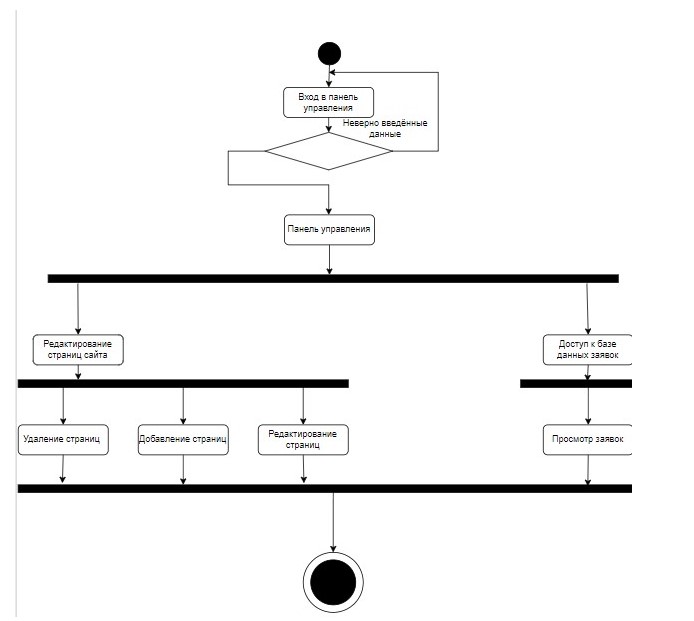 Вход в панель
управления
Неверно введённые
данные
Панель управления
Редактирование
страниц сайта
Доступ к базе
данных заявок
Удаление страниц
Добавление страниц
Редактирование
страниц
Просмотр заявок